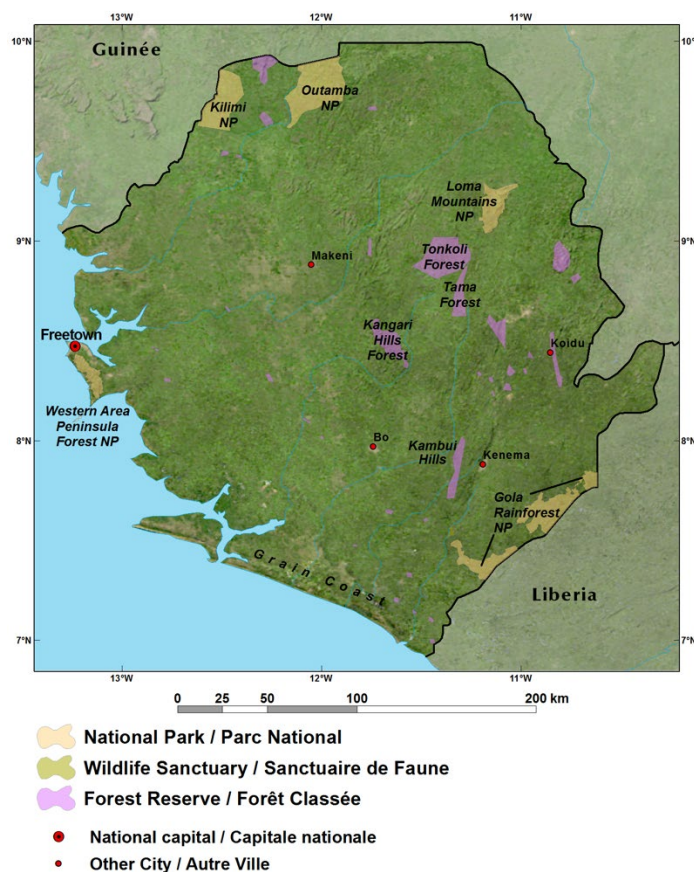 13°W
12°W
11°W
10°N
10°N
Guinée
Kilimi
NP
Outamba
NP
Loma
Mountains
NP
9°N
9°N
Makeni
Tonkoli
Forest
Tama
Forest
Freetown
Kangari
Hills
Forest
Koidu
Western Area
Peninsula
Forest NP
8°N
8°N
Bo
Kambui
Hills
Kenema
Gola
Rainforest
NP
Grain Coast
Liberia
7°N
7°N
13°W
12°W
11°W
0 25 50 100 200 km
National Park / Parc National
Wildlife Sanctuary / Sanctuaire de Faune
Forest Reserve / Forêt Classée
National capital / Capitale nationale
Other City / Autre Ville